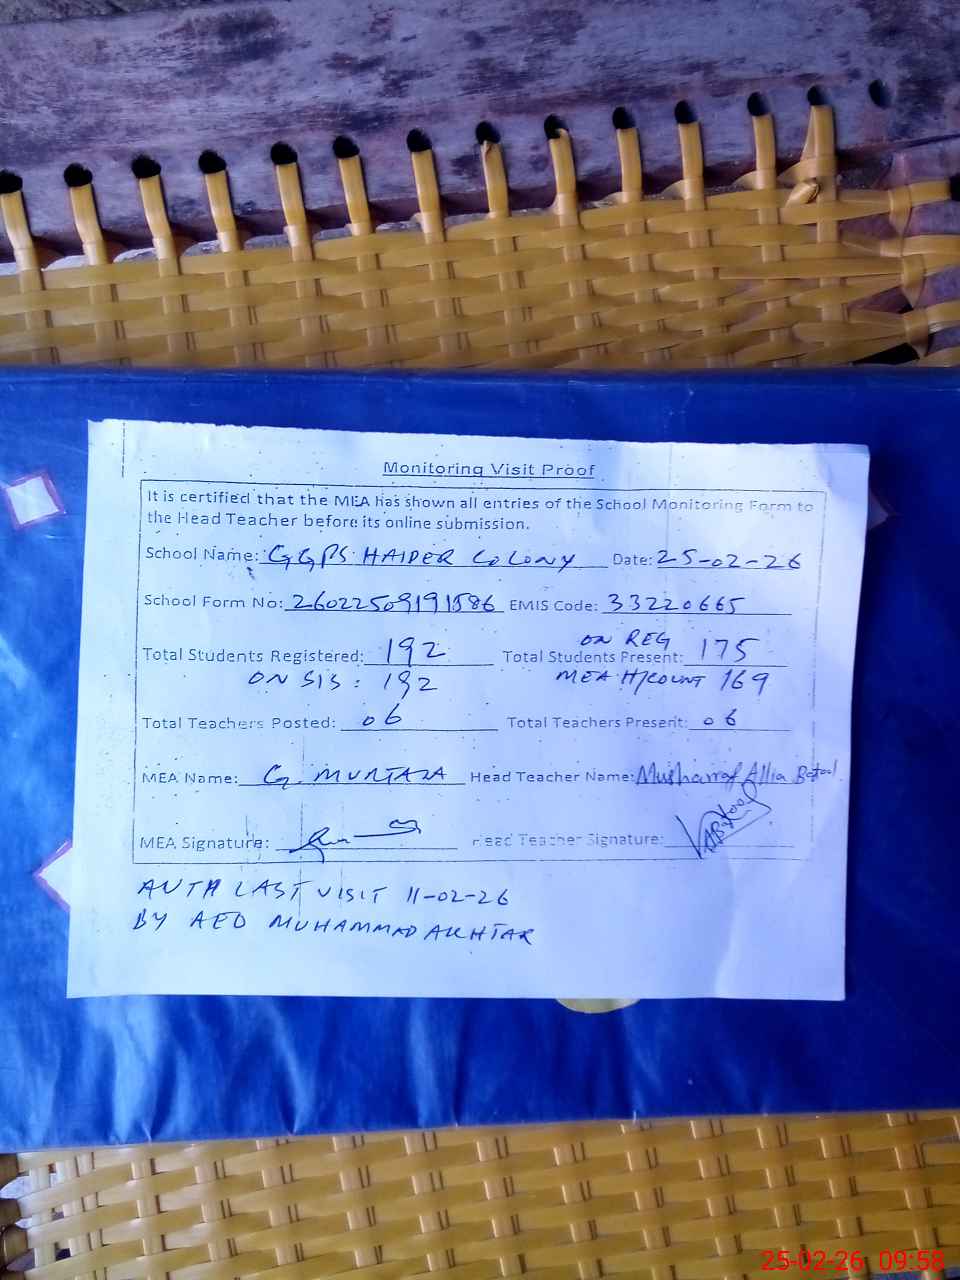 Monitoring Visit Proof
It is certified that the MEA has shown all entries of the School Monitoring Form to
the Head Teacher before its online submission.
School Name: GGPS HAIDER COLONY Date: 25-02-26
School Form No: 26022509191586 EMIS Code: 33220665
ON REG
Total Students Registered: 192 Total Students Present: 175
ON SIS : 192 MEA H/COUNT 169
Total Teachers Posted: 06 Total Teachers Present: 06
MEA Name: G. MURTAZA Head Teacher Name: Musharraf Allia Batool
MEA Signature: Head Teacher Signature:
AUTH LAST VISIT 11-02-26
BY AEO MUHAMMAD AKHTAR
25-02-26 09:58